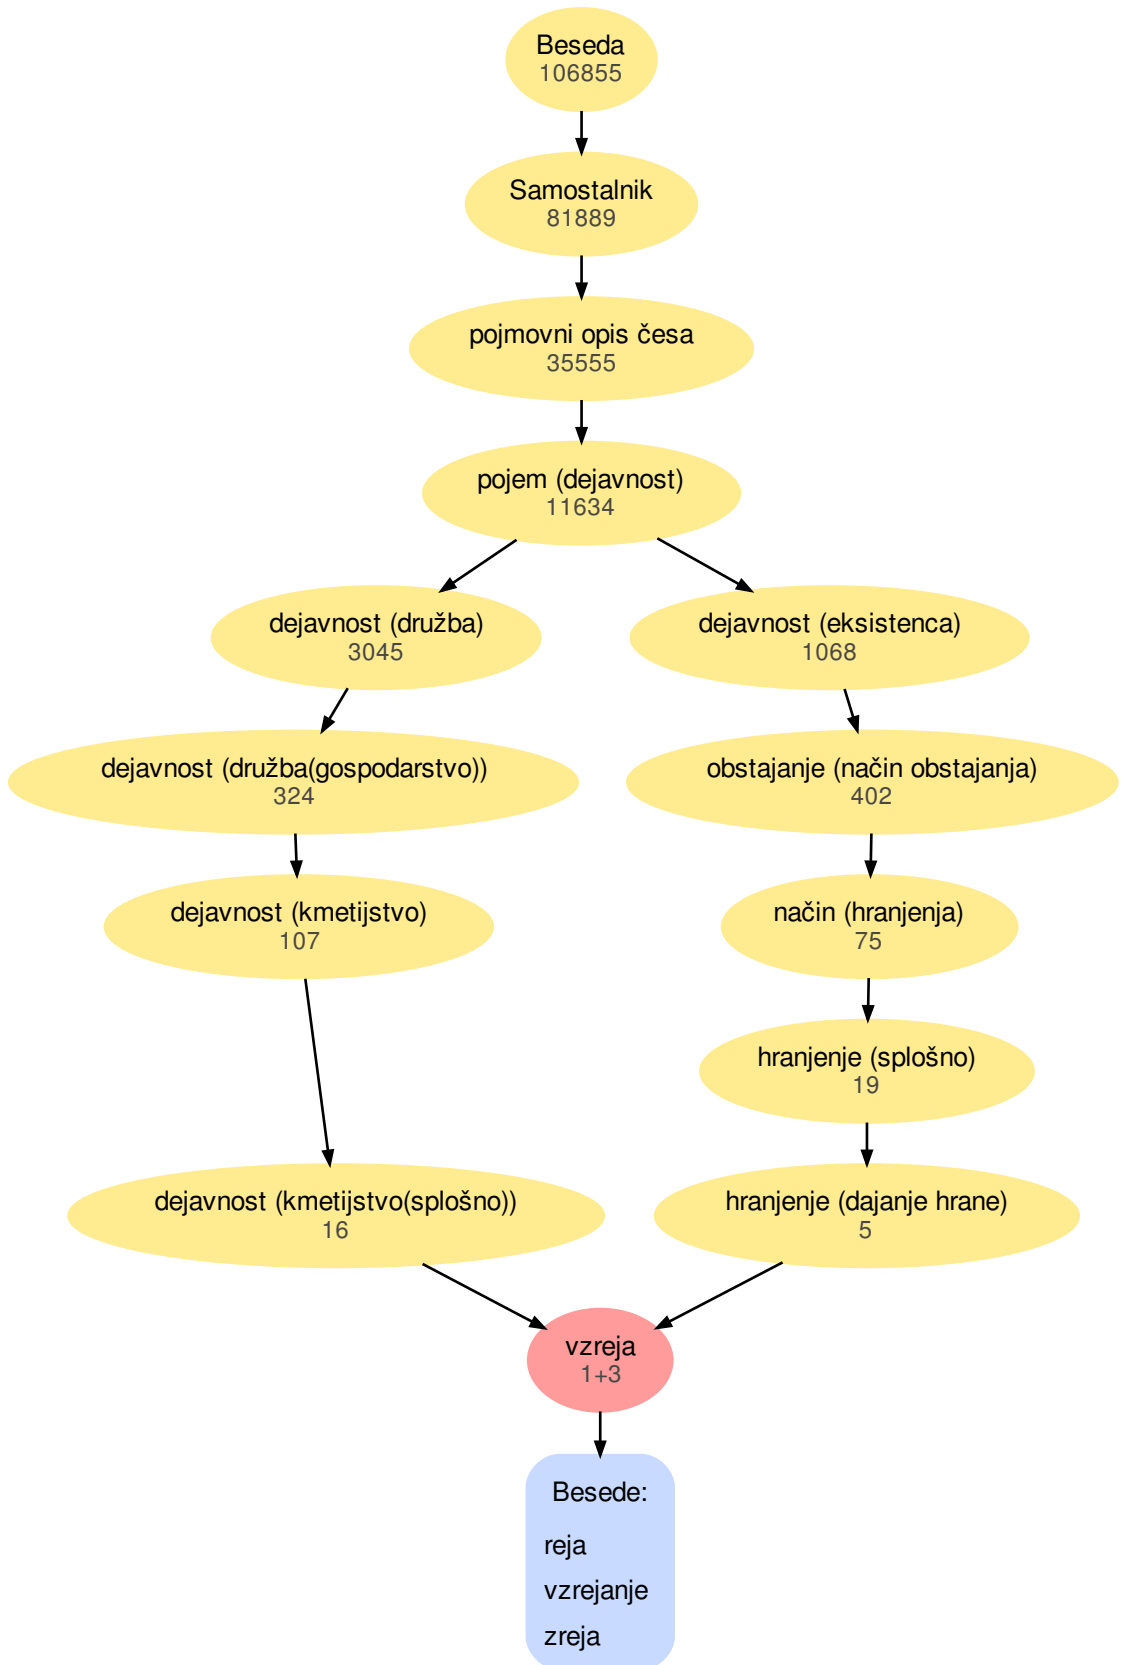 Beseda
106855
Samostalnik
81889
pojmovni opis česa
35555
pojem (dejavnost)
11634
dejavnost (družba)
3045
dejavnost (eksistenca)
1068
dejavnost (družba(gospodarstvo))
324
obstajanje (način obstajanja)
402
dejavnost (kmetijstvo)
107
način (hranjenja)
75
hranjenje (splošno)
19
dejavnost (kmetijstvo(splošno))
16
hranjenje (dajanje hrane)
5
vzreja
1+3
Besede:
reja
vzrejanje
zreja